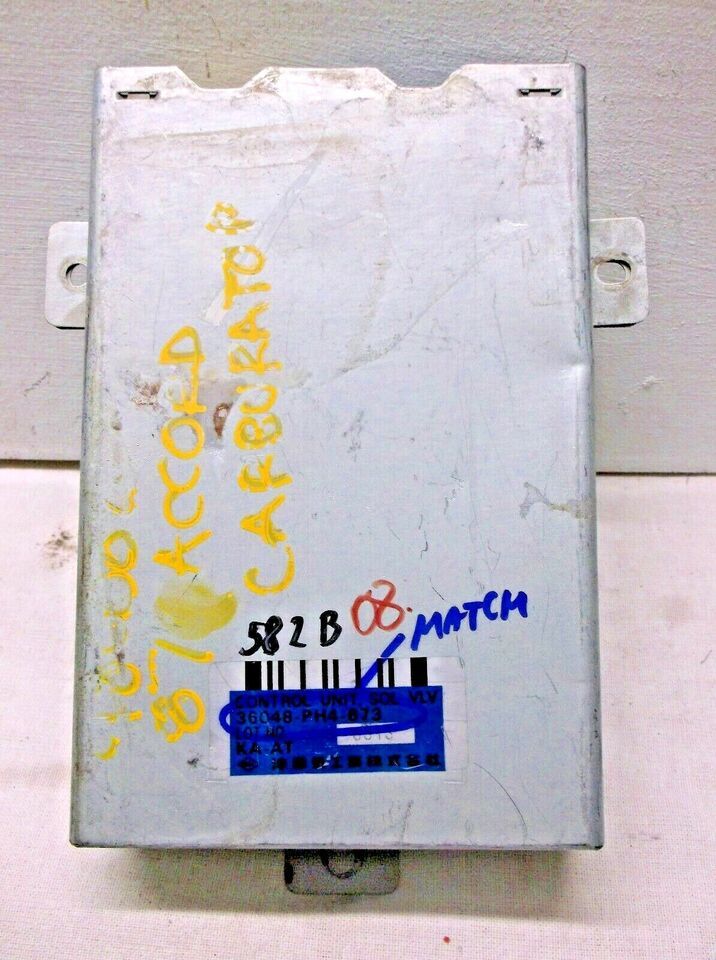 87 ACCORD
CARBURATOR
582B 08.
MATCH
CONTROL UNIT, SOL VLV
36048-PH4-673
LOT NO
KA-AT